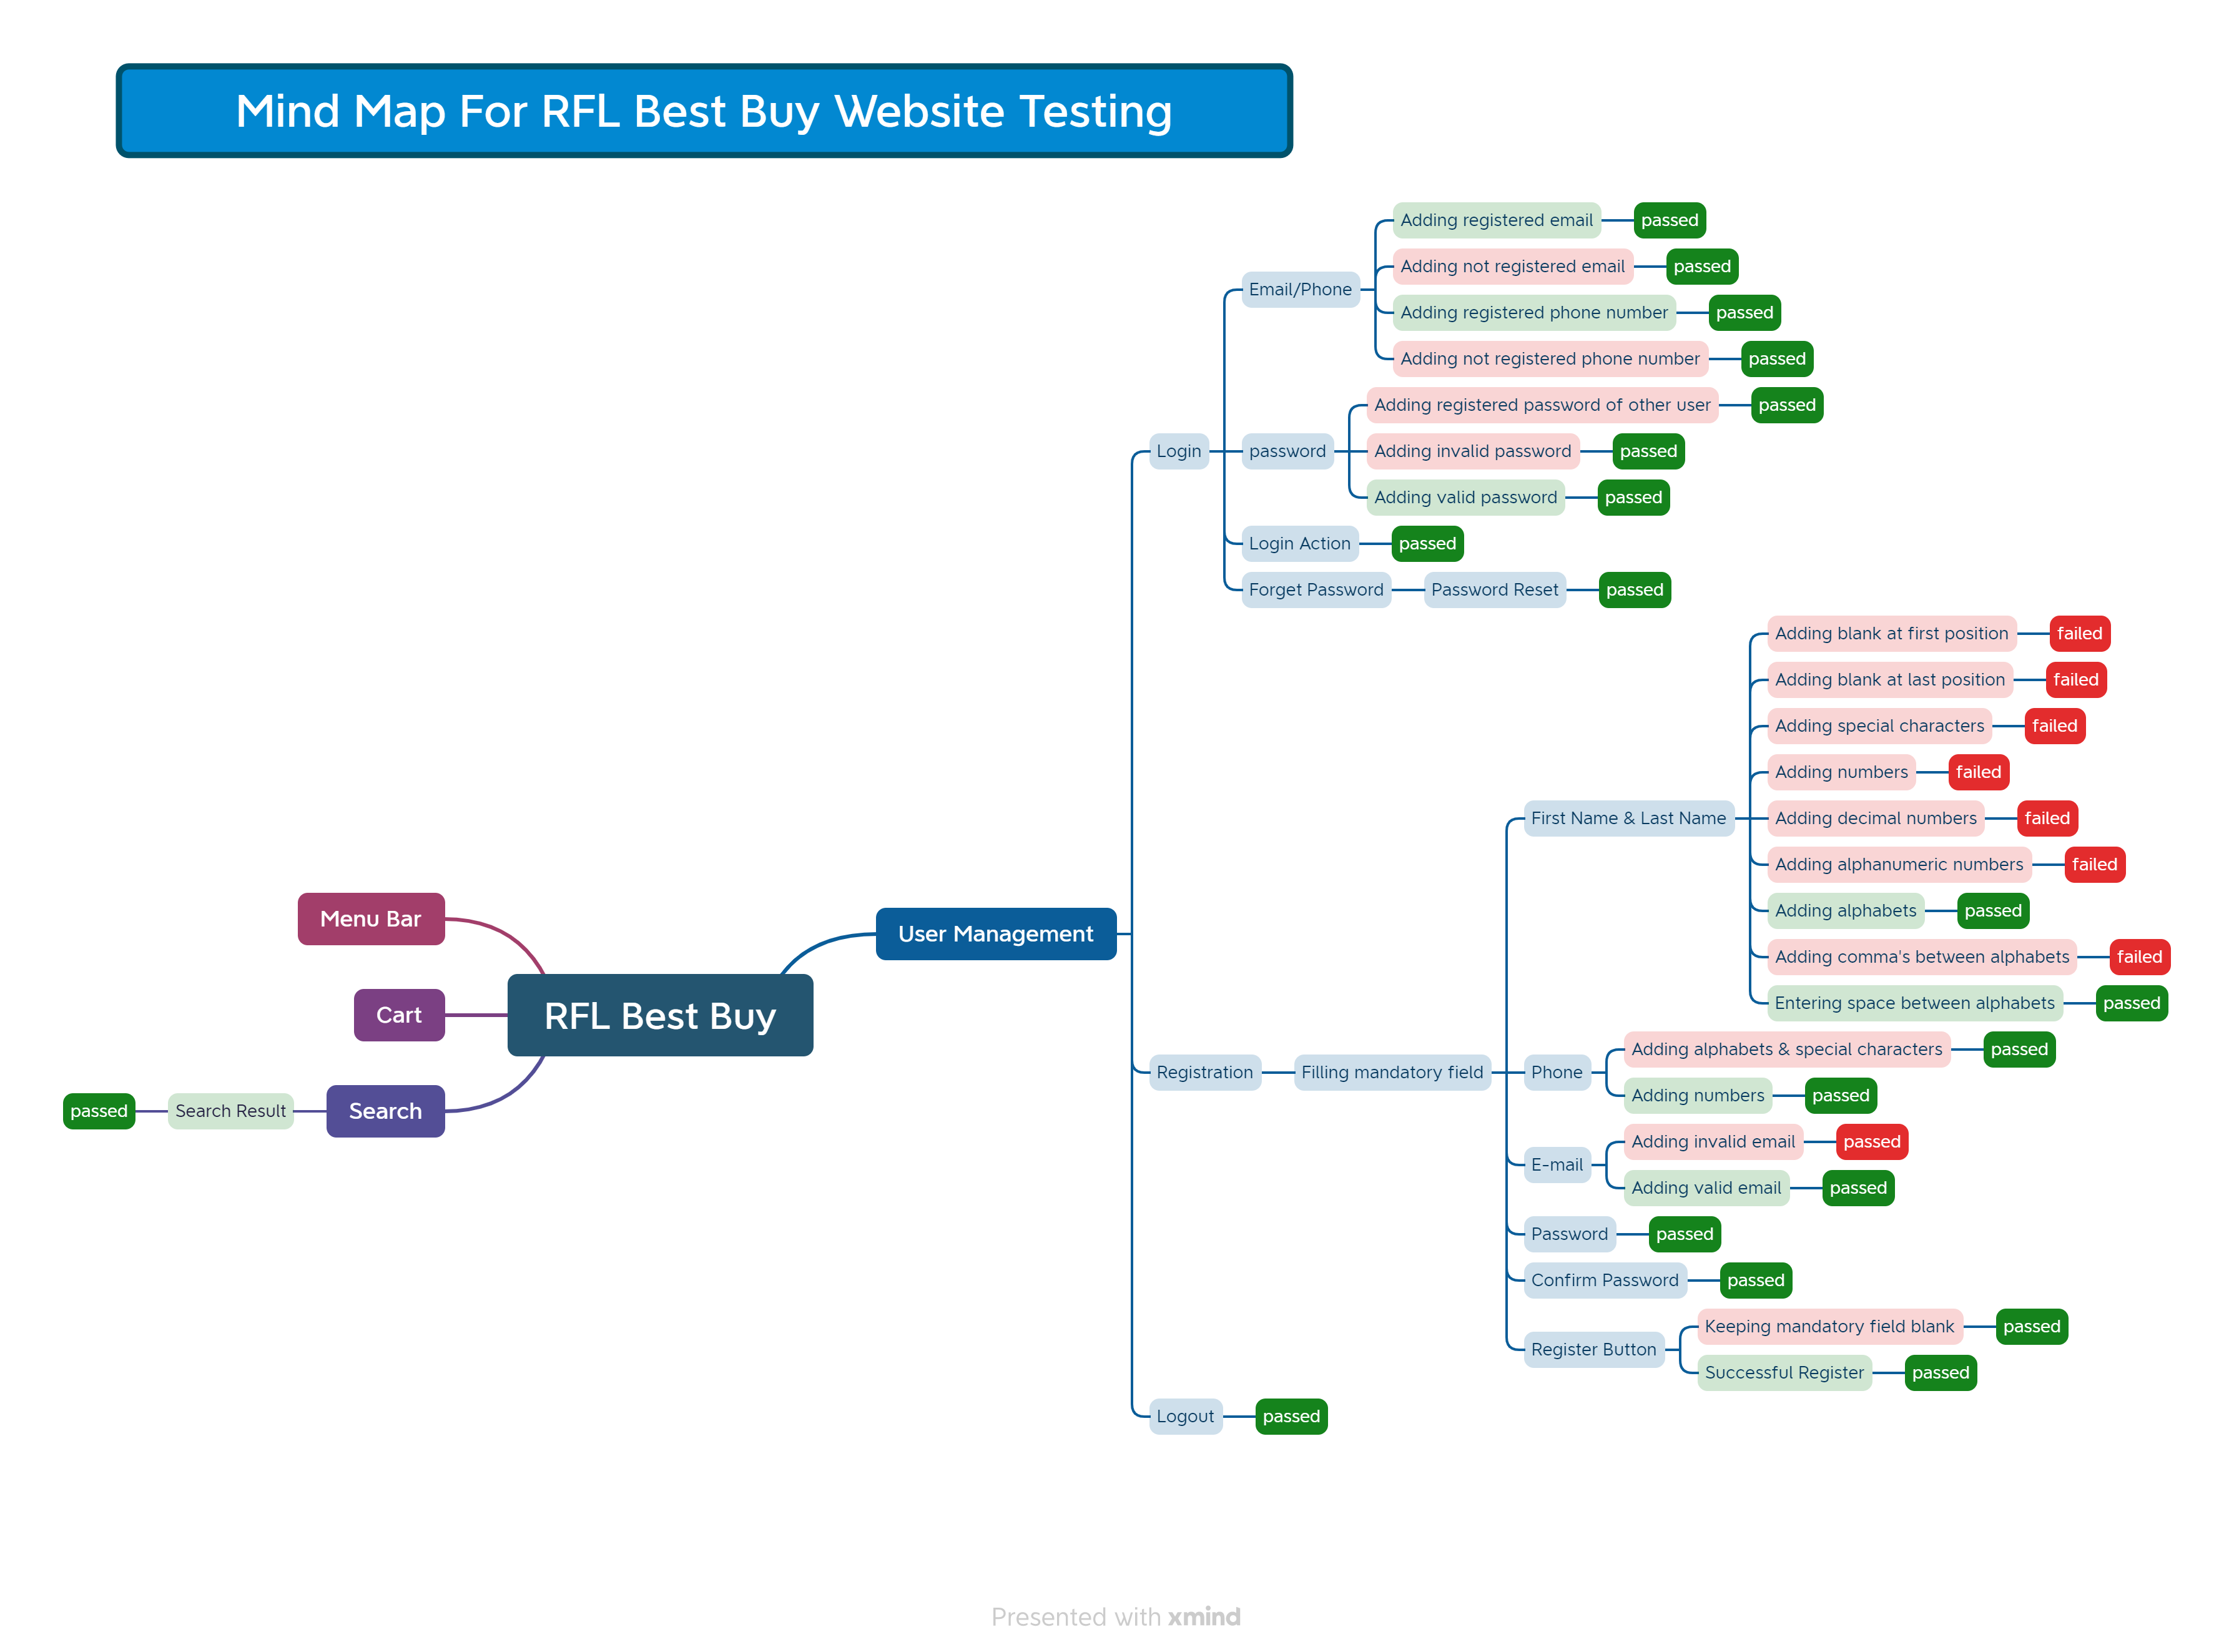 Mind Map For RFL Best Buy Website Testing
Adding registered email
passed
Adding not registered email
passed
Email/Phone
Adding registered phone number
passed
Adding not registered phone number
passed
Adding registered password of other user
passed
Login
password
Adding invalid password
passed
Adding valid password
passed
Login Action
passed
Forget Password
Password Reset
passed
Adding blank at first position
failed
Adding blank at last position
failed
Adding special characters
failed
Adding numbers
failed
First Name & Last Name
Adding decimal numbers
failed
Adding alphanumeric numbers
failed
Adding alphabets
passed
Adding comma's between alphabets
failed
Entering space between alphabets
passed
Menu Bar
User Management
Cart
RFL Best Buy
Search
Search Result
passed
Registration
Filling mandatory field
Phone
Adding alphabets & special characters
passed
Adding numbers
passed
E-mail
Adding invalid email
passed
Adding valid email
passed
Password
passed
Confirm Password
passed
Register Button
Keeping mandatory field blank
passed
Successful Register
passed
Logout
passed
Presented with xmind